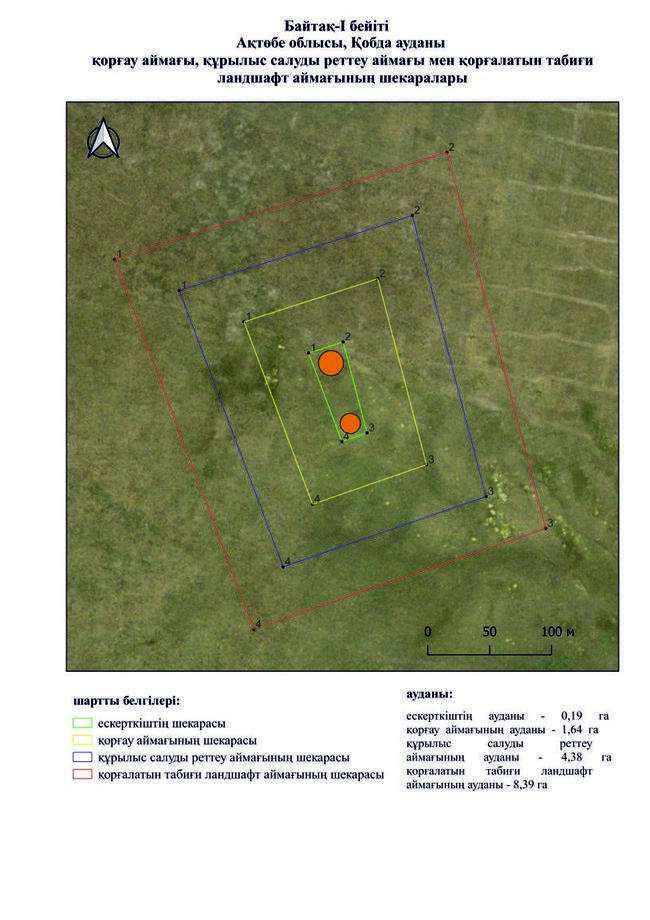 Байтақ-I бейіті
Ақтөбе облысы, Қобда ауданы
қорғау аймағы, құрылыс салуды реттеу аймағы мен қорғалатын табиғи
ландшафт аймағының шекаралары
2
2
1
1
2
1
2
1
3
4
3
4
3
3
4
4
0 50 100 м
шартты белгілері:
ескерткіштің шекарасы
қорғау аймағының шекарасы
құрылыс салуды реттеу аймағының шекарасы
қорғалатын табиғи ландшафт аймағының шекарасы
ауданы:
ескерткіштің ауданы - 0,19 га
қорғау аймағының ауданы - 1,64 га
құрылыс салуды реттеу
аймағының ауданы - 4,38 га
қорғалатын табиғи ландшафт
аймағының ауданы - 8,39 га